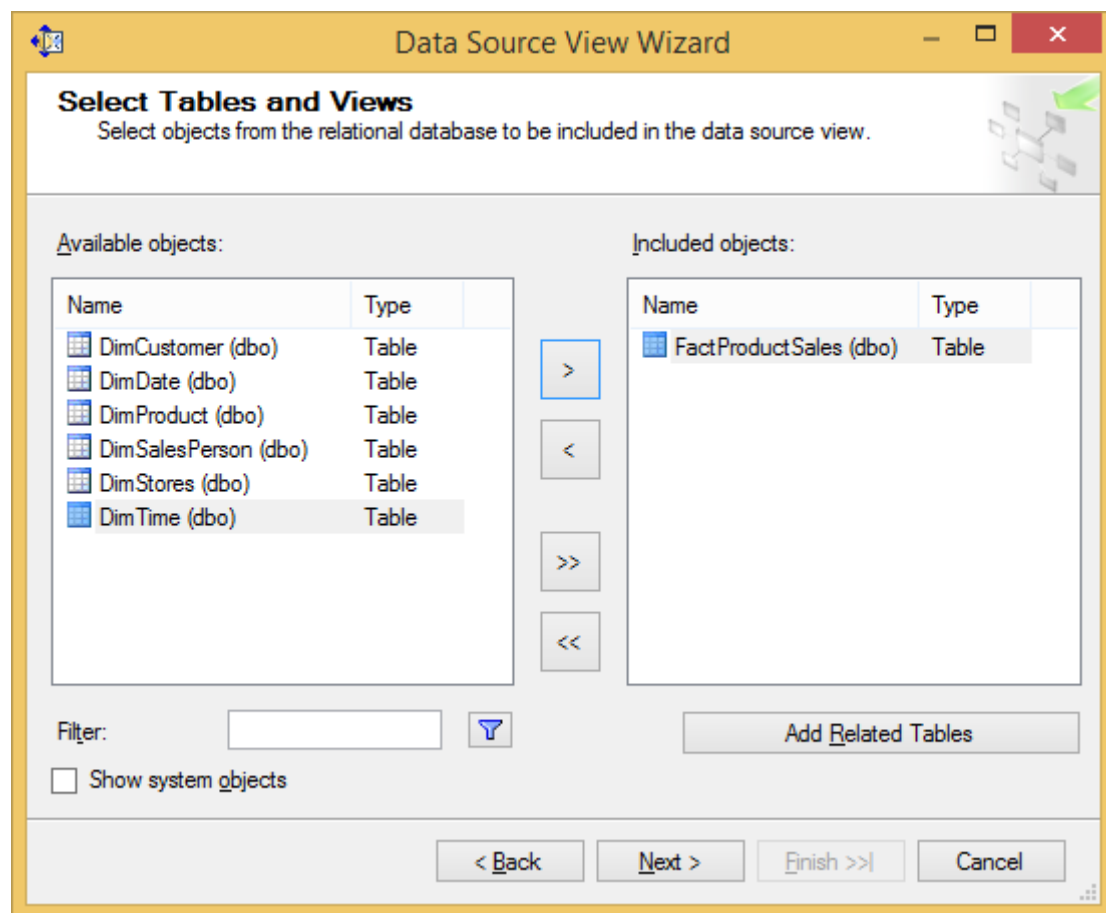 Data Source View Wizard
Select Tables and Views
Select objects from the relational database to be included in the data source view.
Available objects:
Name Type
DimCustomer (dbo) Table
DimDate (dbo) Table
DimProduct (dbo) Table
DimSalesPerson (dbo) Table
DimStores (dbo) Table
DimTime (dbo) Table
>
<
>>
<<
Included objects:
Name Type
FactProductSales (dbo) Table
Filter:
Add Related Tables
Show system objects
< Back
Next >
Finish >>|
Cancel